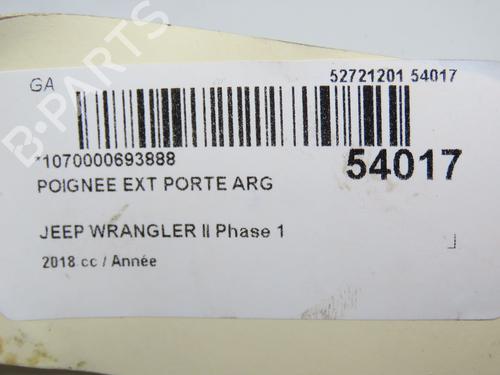 GA
52721201 54017
*1070000693888
54017
POIGNEE EXT PORTE ARG
JEEP WRANGLER II Phase 1
2018 cc / Année
B-PARTS